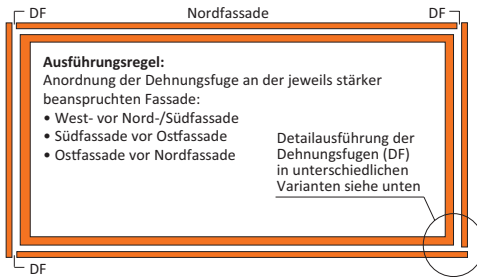 DF Nordfassade DF
Ausführungsregel:
Anordnung der Dehnungsfuge an der jeweils stärker
beanspruchten Fassade:
• West- vor Nord-/Südfassade
• Südfassade vor Ostfassade
• Ostfassade vor Nordfassade
Detailausführung der
Dehnungsfugen (DF)
in unterschiedlichen
Varianten siehe unten
DF